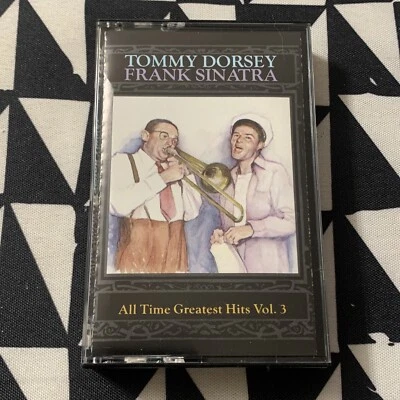 TOMMY DORSEY
FRANK SINATRA
All Time Greatest Hits Vol. 3